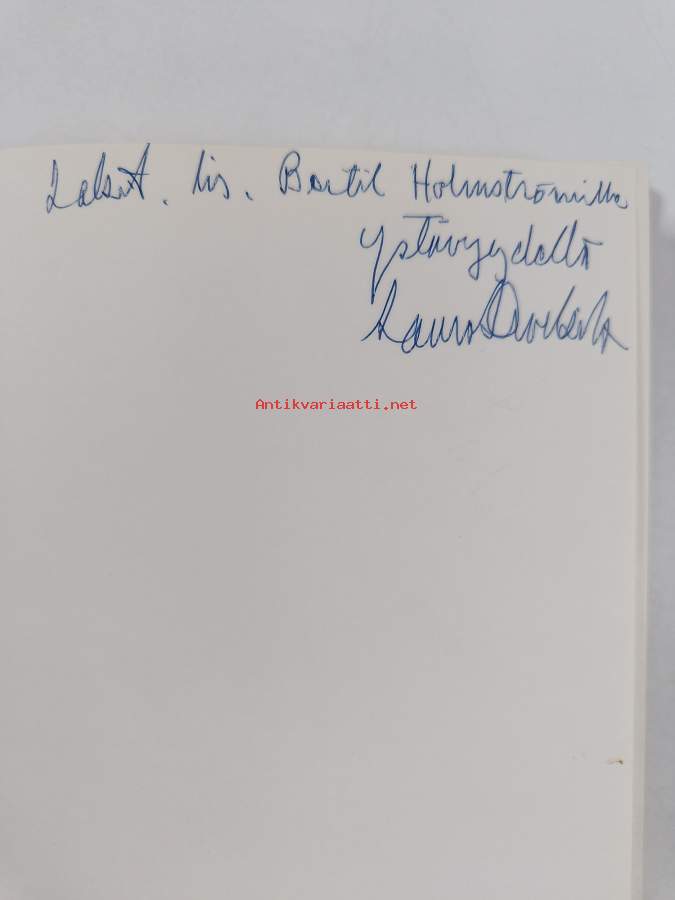 Lakit. lis. Bertil Holmströmille
ystävyydellä
Antikvariaatti.net